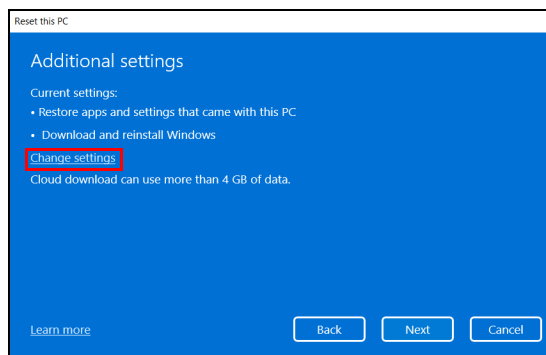 Reset this PC
Additional settings
Current settings:
• Restore apps and settings that came with this PC
• Download and reinstall Windows
Change settings
Cloud download can use more than 4 GB of data.
Learn more
Back
Next
Cancel